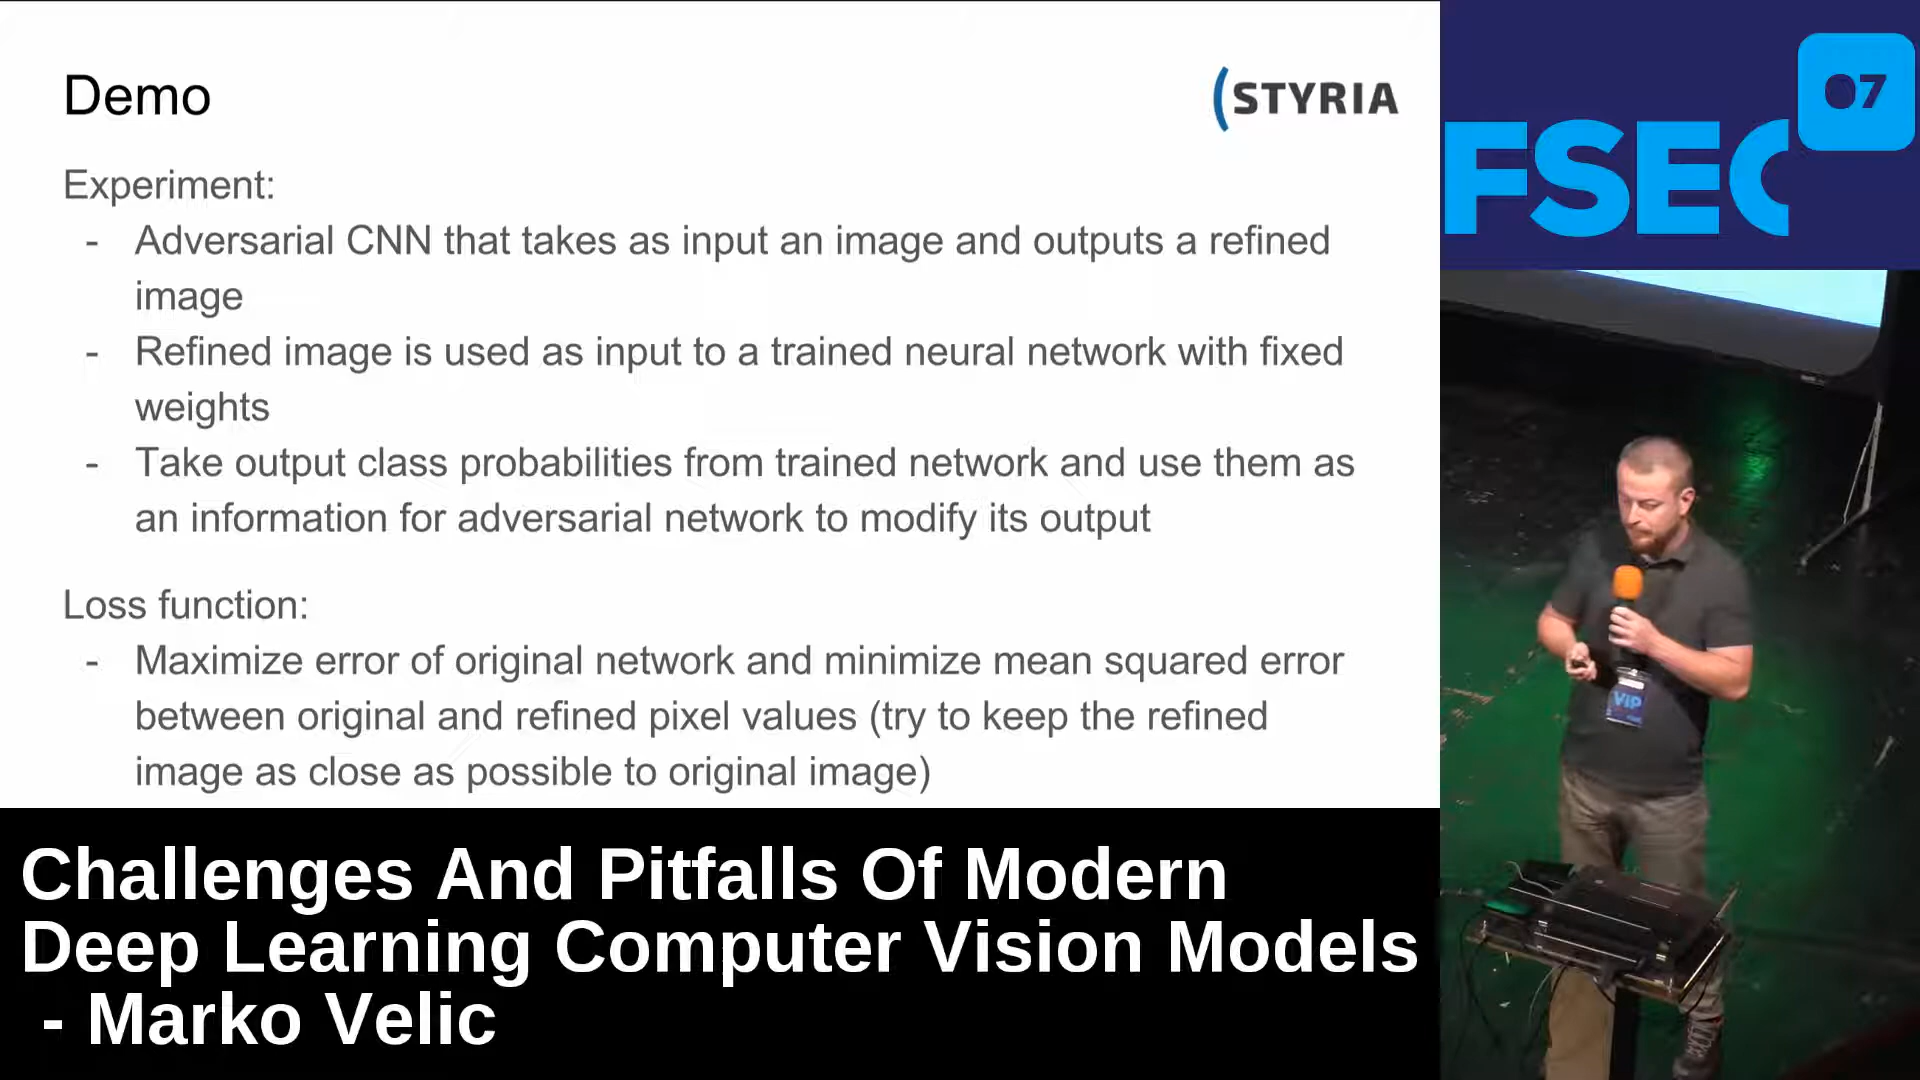 Demo
(STYRIA
Experiment:
- Adversarial CNN that takes as input an image and outputs a refined
image
- Refined image is used as input to a trained neural network with fixed
weights
- Take output class probabilities from trained network and use them as
an information for adversarial network to modify its output
Loss function:
- Maximize error of original network and minimize mean squared error
between original and refined pixel values (try to keep the refined
image as close as possible to original image)
Challenges And Pitfalls Of Modern
Deep Learning Computer Vision Models
- Marko Velic
07
FSEC
VIP